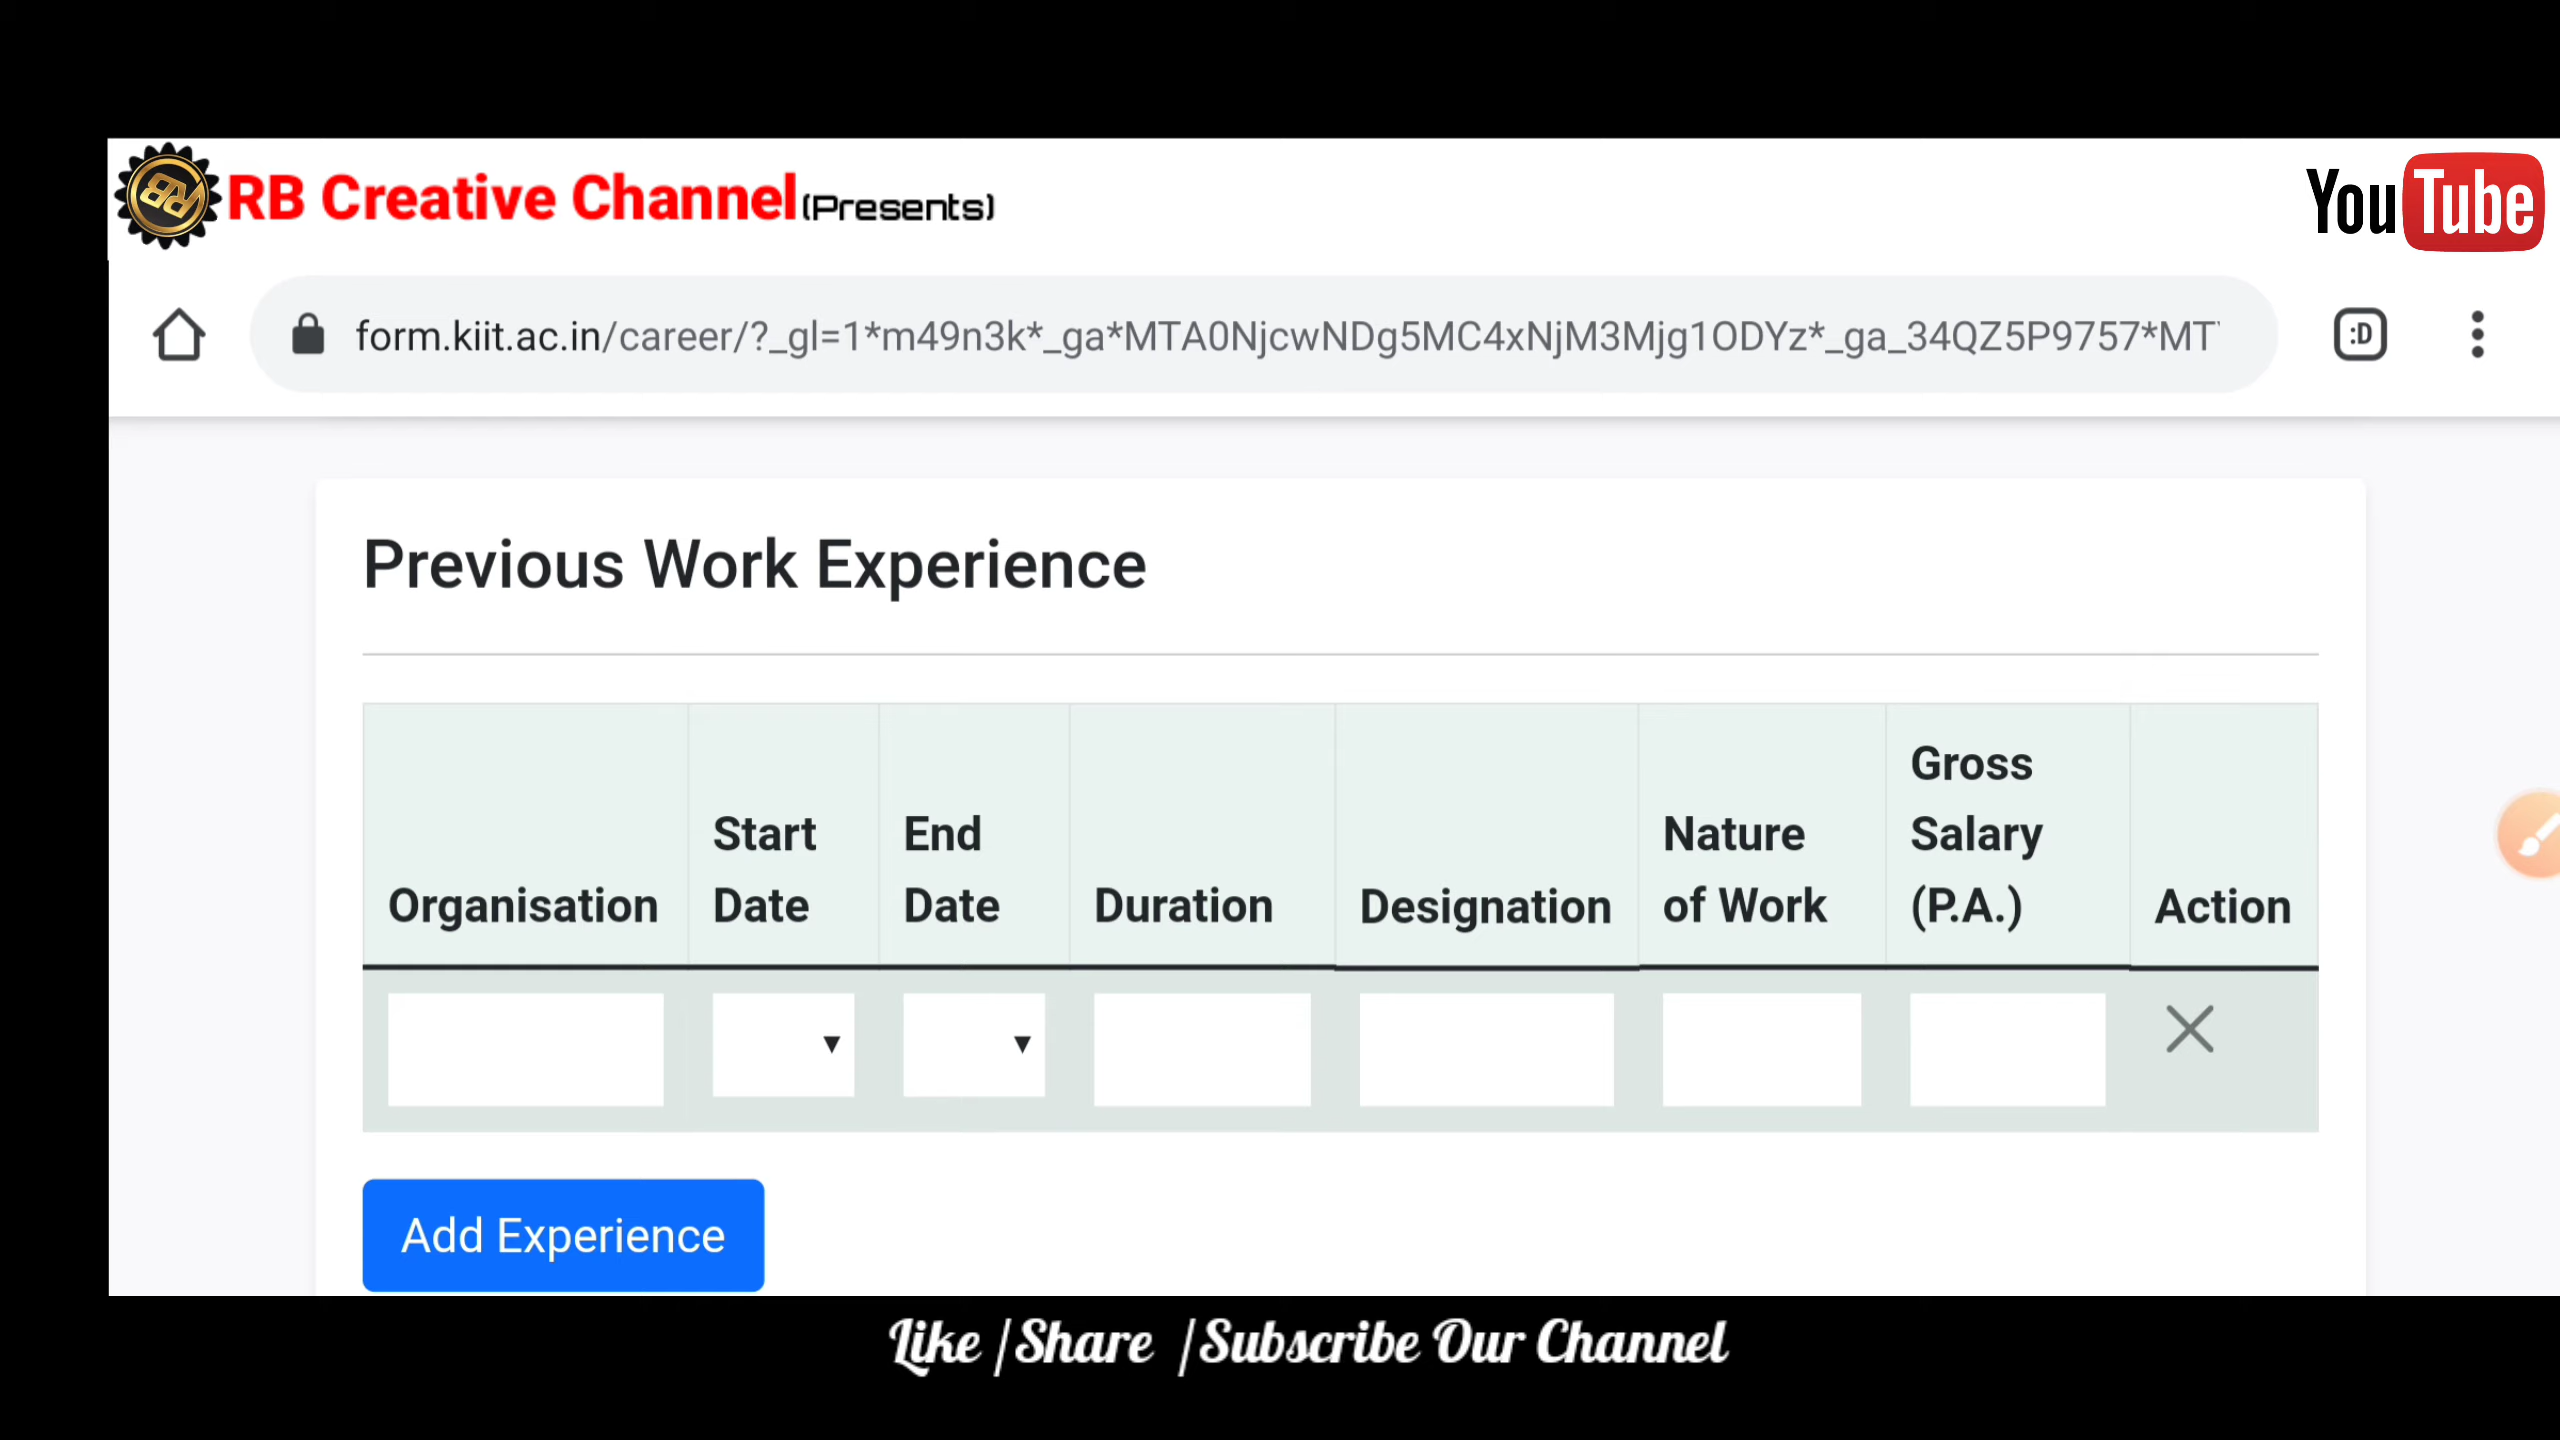 RB Creative Channel (Presents)
YouTube
form.kiit.ac.in/career/?_gl=1*m49n3k*_ga*MTA0NjcwNDg5MC4xNjM3Mjg1ODYz*_ga_34QZ5P9757*MT
:D
Previous Work Experience
Organisation
Start
Date
End
Date
Duration
Designation
Nature
of Work
Gross
Salary
(P.A.)
Action
Add Experience
Like /Share /Subscribe Our Channel